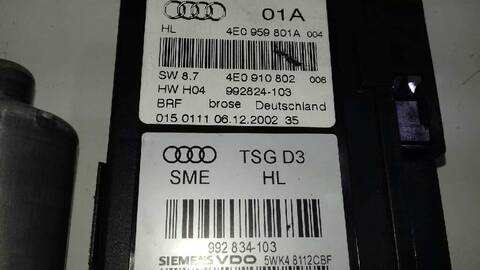 01A
HL 4E0 959 801A 004
SW 8.7 4E0 910 802 006
HW H04 992824-103
BRF brose Deutschland
015 0111 06.12.2002 35
TSG D3
SME HL
992 834-103
SIEMENS VDO 5WK4 8112CBF